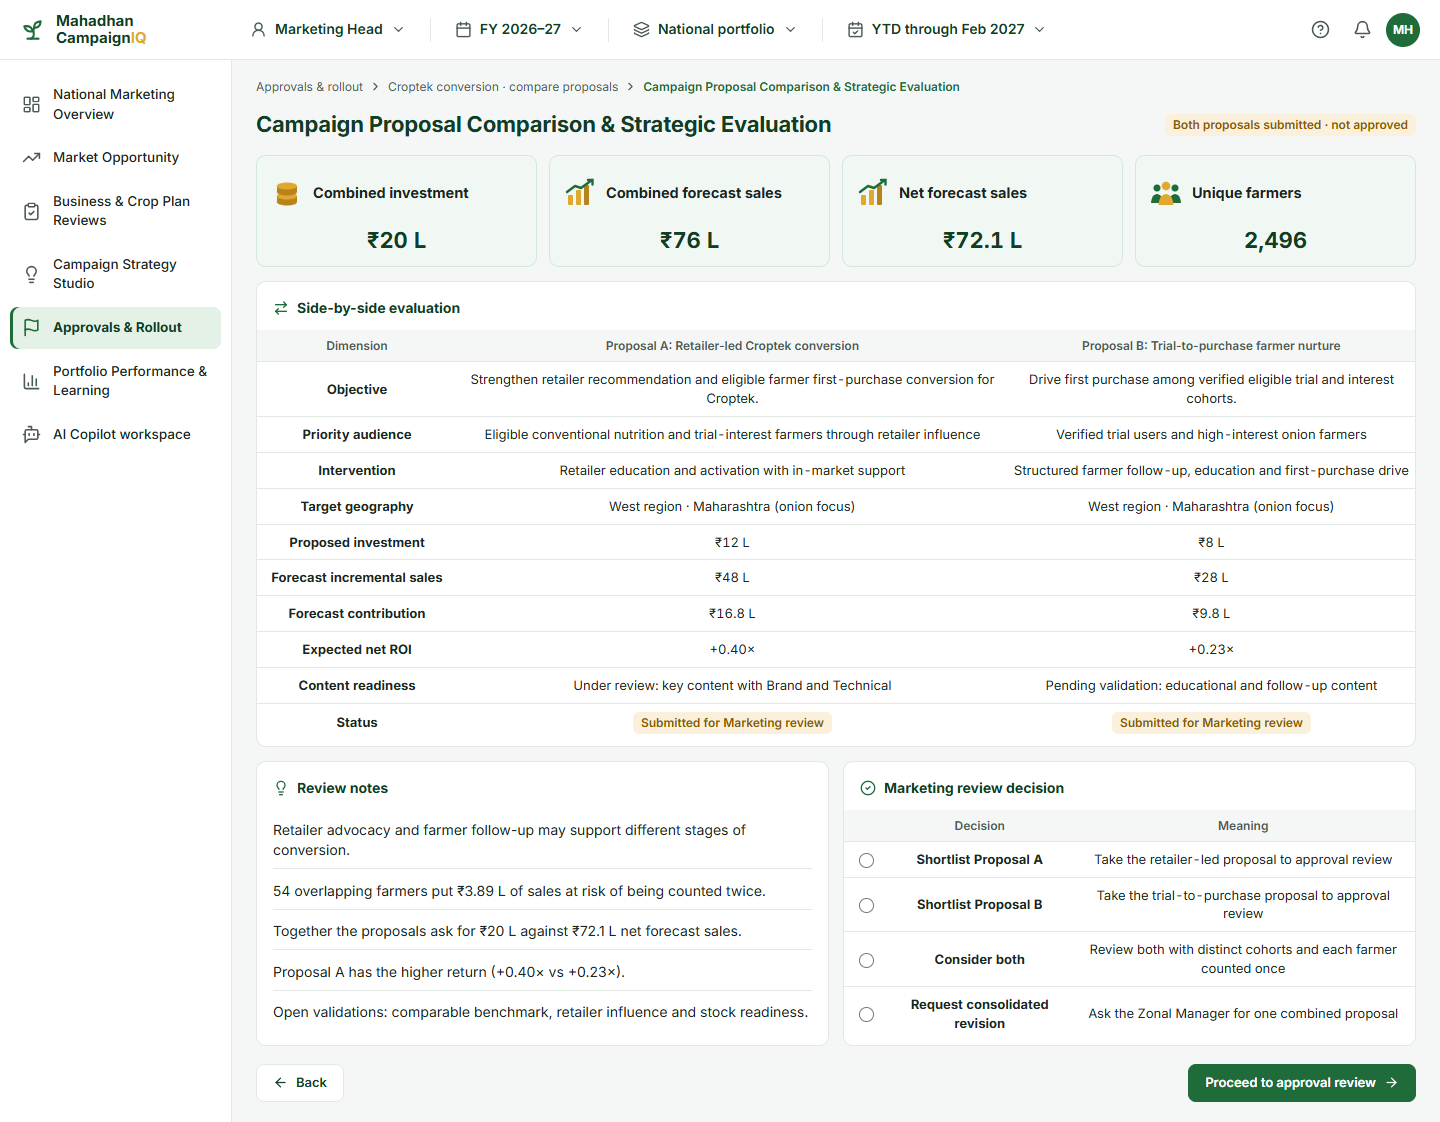 Mahadhan
CampaignIQ
Marketing Head
FY 2026–27
National portfolio
YTD through Feb 2027
MH
National Marketing
Overview
Market Opportunity
Business & Crop Plan
Reviews
Campaign Strategy
Studio
Approvals & Rollout
Portfolio Performance &
Learning
AI Copilot workspace
Approvals & rollout > Croptek conversion · compare proposals > Campaign Proposal Comparison & Strategic Evaluation
Campaign Proposal Comparison & Strategic Evaluation
Both proposals submitted · not approved
Combined investment
₹20 L
Combined forecast sales
₹76 L
Net forecast sales
₹72.1 L
Unique farmers
2,496
Side-by-side evaluation
Dimension
Proposal A: Retailer-led Croptek conversion
Proposal B: Trial-to-purchase farmer nurture
Objective
Strengthen retailer recommendation and eligible farmer first-purchase conversion for
Croptek.
Drive first purchase among verified eligible trial and interest
cohorts.
Priority audience
Eligible conventional nutrition and trial-interest farmers through retailer influence
Verified trial users and high-interest onion farmers
Intervention
Retailer education and activation with in-market support
Structured farmer follow-up, education and first-purchase drive
Target geography
West region · Maharashtra (onion focus)
West region · Maharashtra (onion focus)
Proposed investment
₹12 L
₹8 L
Forecast incremental sales
₹48 L
₹28 L
Forecast contribution
₹16.8 L
₹9.8 L
Expected net ROI
+0.40×
+0.23×
Content readiness
Under review: key content with Brand and Technical
Pending validation: educational and follow-up content
Status
Submitted for Marketing review
Submitted for Marketing review
Review notes
Retailer advocacy and farmer follow-up may support different stages of
conversion.
54 overlapping farmers put ₹3.89 L of sales at risk of being counted twice.
Together the proposals ask for ₹20 L against ₹72.1 L net forecast sales.
Proposal A has the higher return (+0.40× vs +0.23×).
Open validations: comparable benchmark, retailer influence and stock readiness.
Marketing review decision
Decision
Meaning
Shortlist Proposal A
Take the retailer-led proposal to approval review
Shortlist Proposal B
Take the trial-to-purchase proposal to approval
review
Consider both
Review both with distinct cohorts and each farmer
counted once
Request consolidated
revision
Ask the Zonal Manager for one combined proposal
Back
Proceed to approval review